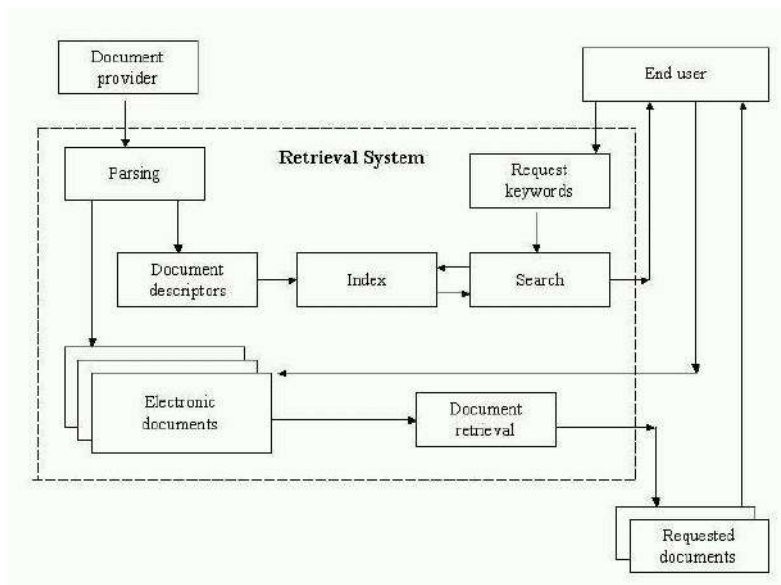 Document
provider
End user
Retrieval System
Parsing
Request
keywords
Document
descriptors
Index
Search
Electronic
documents
Document
retrieval
Requested
documents